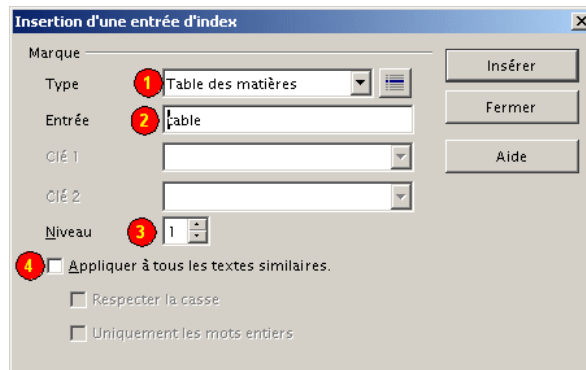 Insertion d'une entrée d'index
Marque
Type 1 Table des matières
Entrée 2 table
Clé 1
Clé 2
Niveau 3 1
4 Appliquer à tous les textes similaires.
Respecter la casse
Uniquement les mots entiers
Insérer
Fermer
Aide